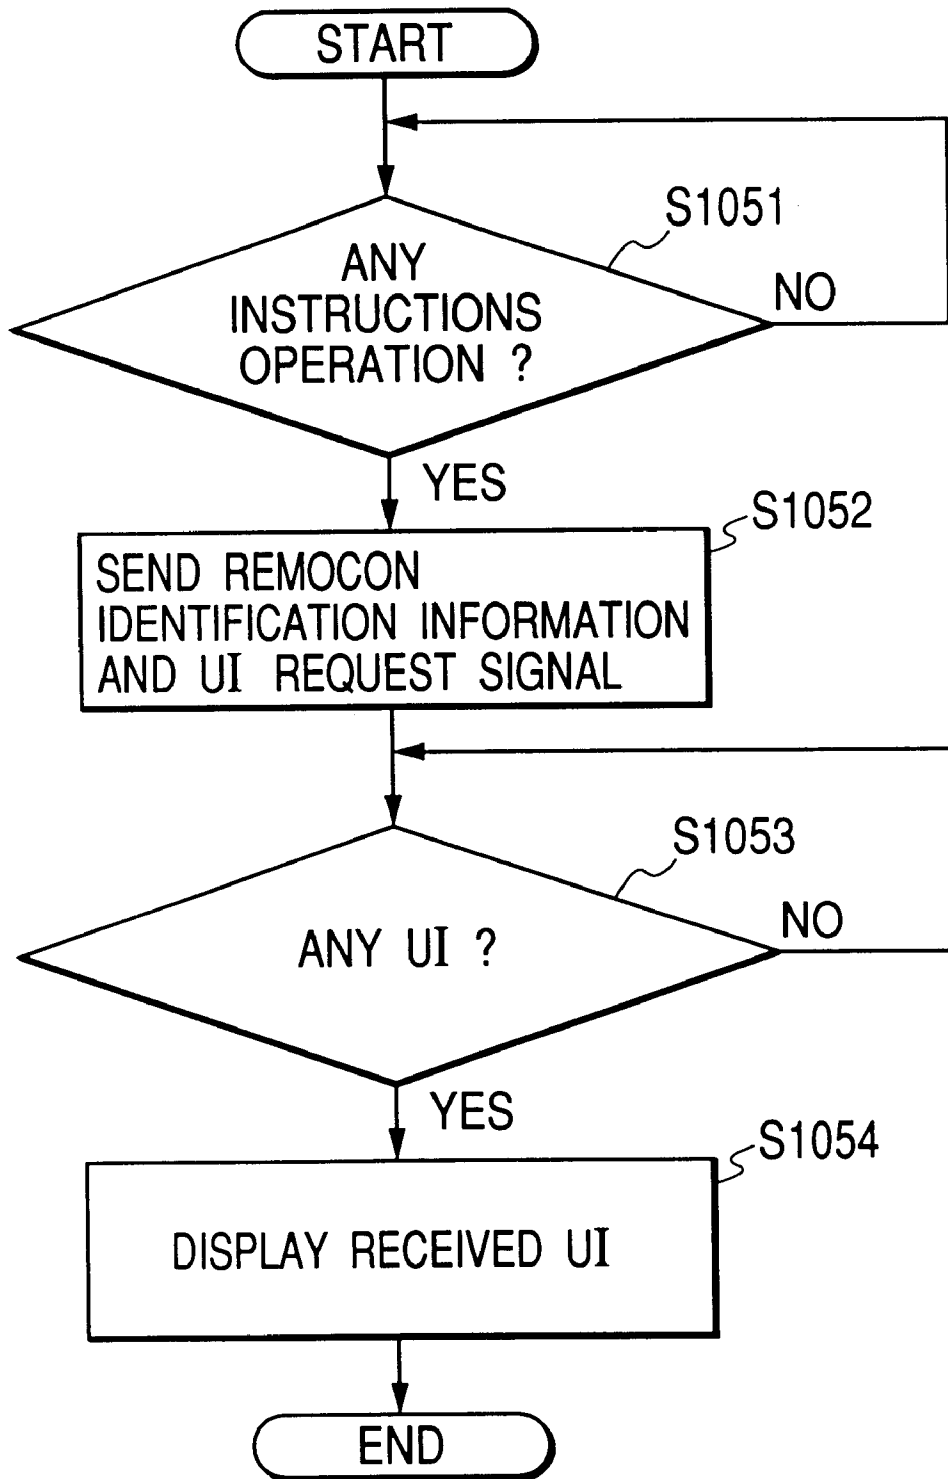 START
S1051
ANY
INSTRUCTIONS
OPERATION ?
NO
YES
S1052
SEND REMOCON
IDENTIFICATION INFORMATION
AND UI REQUEST SIGNAL
S1053
ANY UI ?
NO
YES
S1054
DISPLAY RECEIVED UI
END